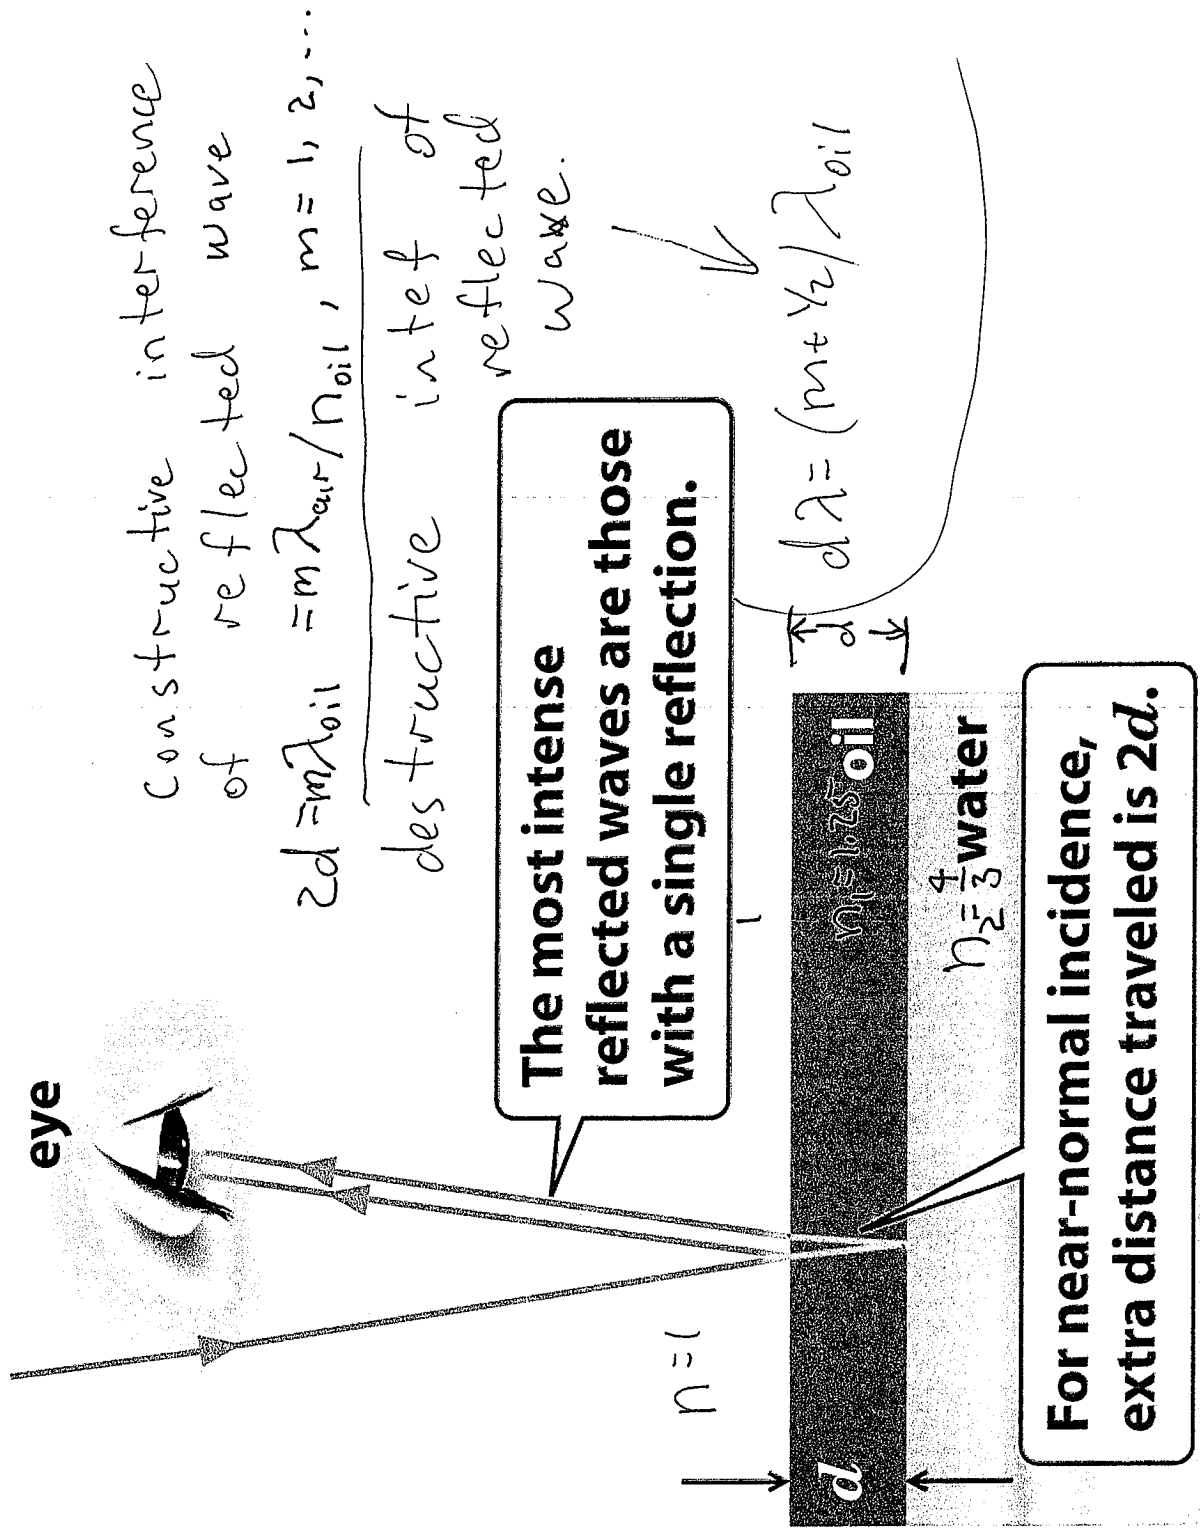 constructive interference
of reflected wave
2d = mλoil = mλair/noil, m = 1, 2, ...
destructive intef of
reflected
wave.
dλ = (m+½)λoil
eye
The most intense
reflected waves are those
with a single reflection.
n = 1
d
n₁ = 1.25 oil
d
n₂ = 4/3 water
For near-normal incidence,
extra distance traveled is 2d.